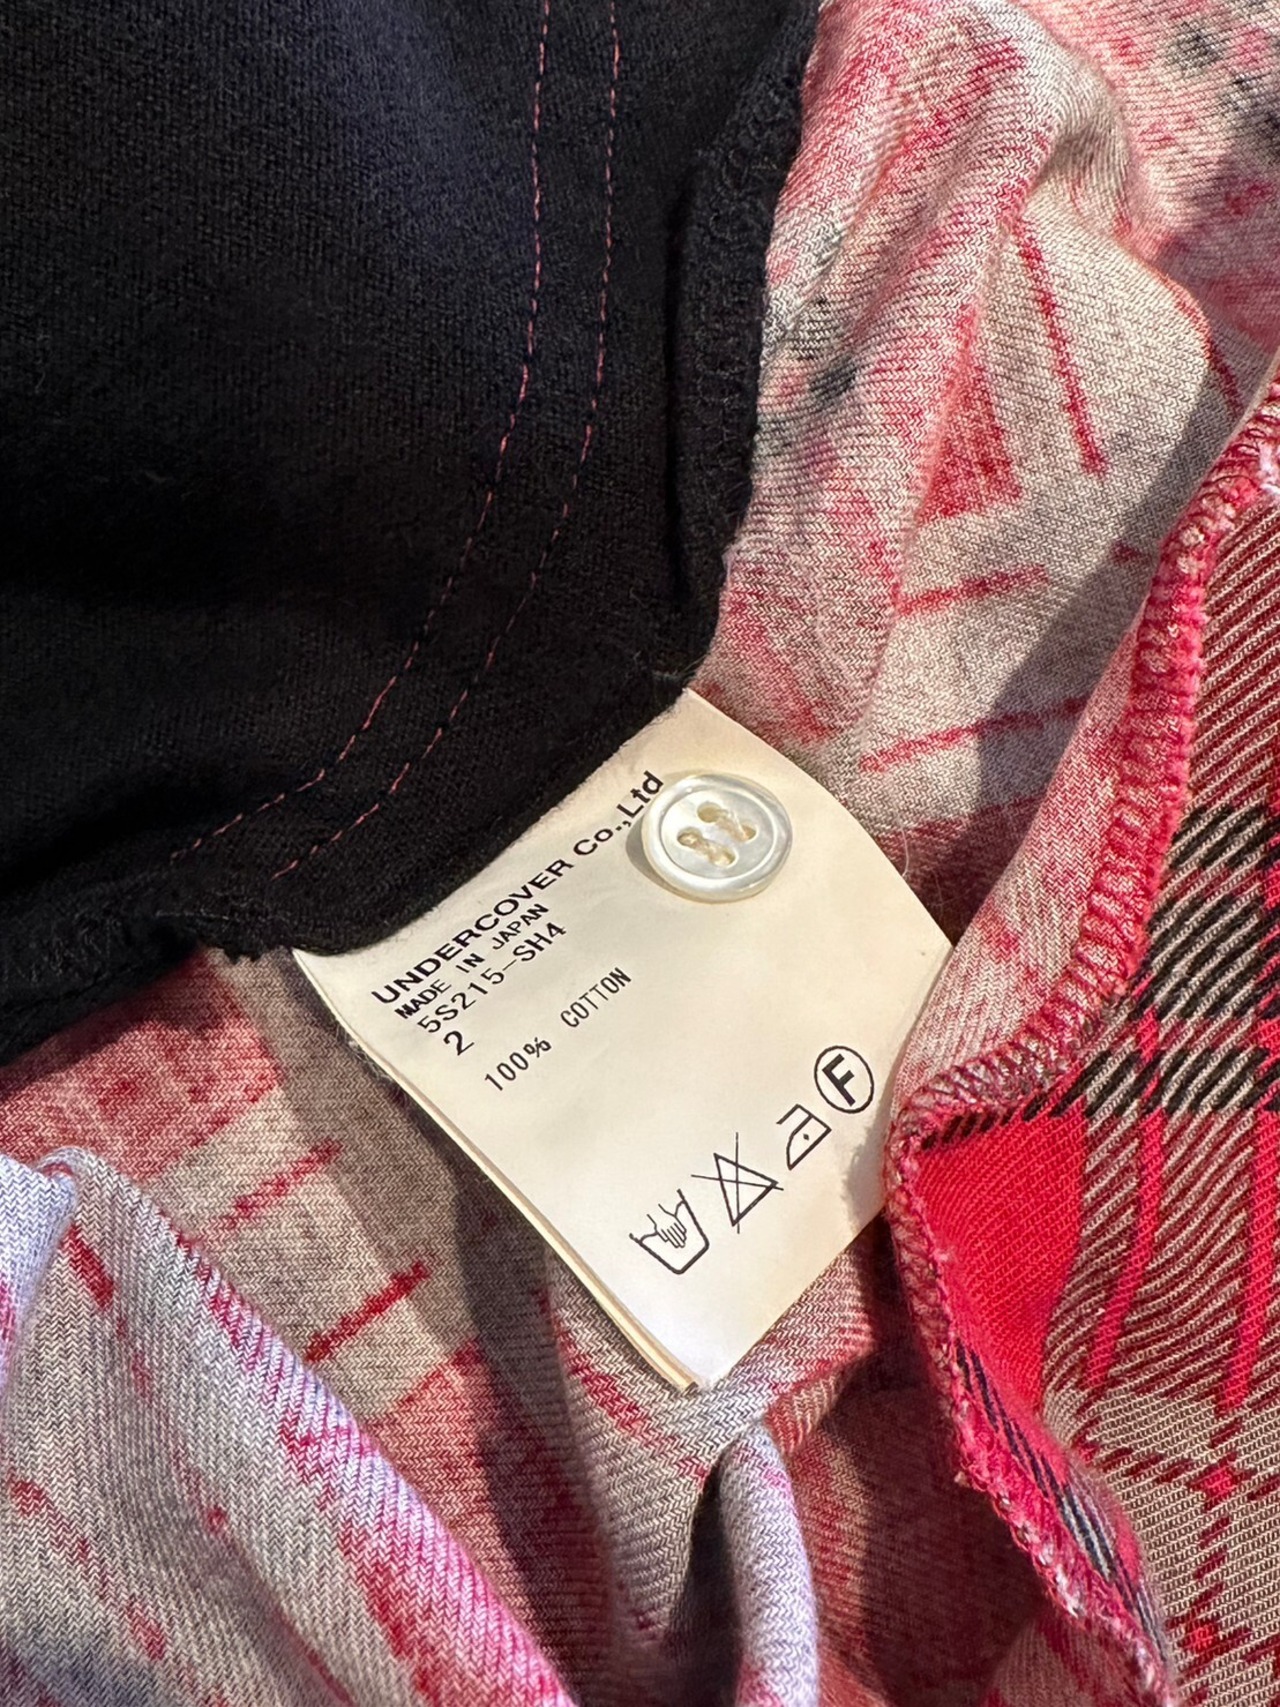 UNDERCOVER Co.,Ltd
MADE IN JAPAN
5S215-SH4
2
100% COTTON
F